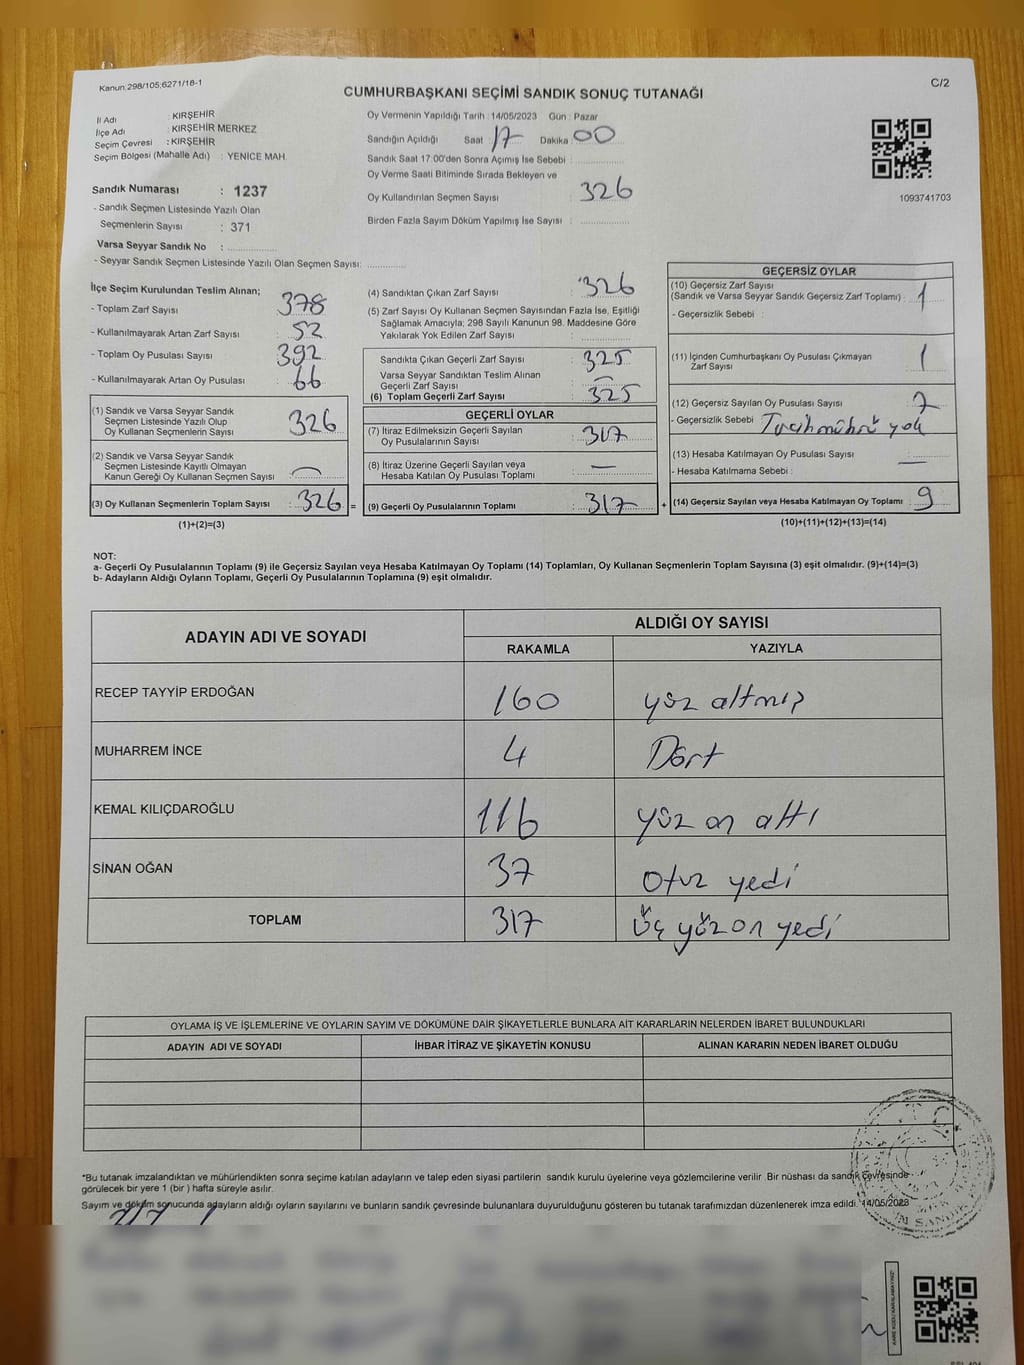 Kanun.298/105;6271/18-1
C/2
CUMHURBAŞKANI SEÇİMİ SANDIK SONUÇ TUTANAĞI
İl Adı : KIRŞEHİR
İlçe Adı : KIRŞEHİR MERKEZ
Seçim Çevresi : KIRŞEHİR
Seçim Bölgesi (Mahalle Adı) : YENİCE MAH.
Sandık Numarası : 1237
- Sandık Seçmen Listesinde Yazılı Olan
Seçmenlerin Sayısı : 371
Varsa Seyyar Sandık No :
- Seyyar Sandık Seçmen Listesinde Yazılı Olan Seçmen Sayısı:
Oy Vermenin Yapıldığı Tarih : 14/05/2023 Gün : Pazar
Sandığın Açıldığı Saat : 17 Dakika : 00
Sandık Saat 17:00'den Sonra Açımış İse Sebebi :
Oy Verme Saati Bitiminde Sırada Bekleyen ve
Oy Kullandırılan Seçmen Sayısı : 326
Birden Fazla Sayım Döküm Yapılmış İse Sayısı :
1093741703
İlçe Seçim Kurulundan Teslim Alınan;
- Toplam Zarf Sayısı : 378
- Kullanılmayarak Artan Zarf Sayısı : 52
- Toplam Oy Pusulası Sayısı : 392
- Kullanılmayarak Artan Oy Pusulası : 66
(1) Sandık ve Varsa Seyyar Sandık
Seçmen Listesinde Yazılı Olup
Oy Kullanan Seçmenlerin Sayısı : 326
(2) Sandık ve Varsa Seyyar Sandık
Seçmen Listesinde Kayıtlı Olmayan
Kanun Gereği Oy Kullanan Seçmen Sayısı : —
(3) Oy Kullanan Seçmenlerin Toplam Sayısı : 326 =
(1)+(2)=(3)
(4) Sandıktan Çıkan Zarf Sayısı : 326
(5) Zarf Sayısı Oy Kullanan Seçmen Sayısından Fazla İse, Eşitliği
Sağlamak Amacıyla; 298 Sayılı Kanunun 98. Maddesine Göre
Yakılarak Yok Edilen Zarf Sayısı :
Sandıkta Çıkan Geçerli Zarf Sayısı : 325
Varsa Seyyar Sandıktan Teslim Alınan
Geçerli Zarf Sayısı : —
(6) Toplam Geçerli Zarf Sayısı : 325
GEÇERLİ OYLAR
(7) İtiraz Edilmeksizin Geçerli Sayılan
Oy Pusulalarının Sayısı : 317
(8) İtiraz Üzerine Geçerli Sayılan veya
Hesaba Katılan Oy Pusulası Toplamı : —
(9) Geçerli Oy Pusulalarının Toplamı : 317 +
GEÇERSİZ OYLAR
(10) Geçersiz Zarf Sayısı
(Sandık ve Varsa Seyyar Sandık Geçersiz Zarf Toplamı) : 1
- Geçersizlik Sebebi :
(11) İçinden Cumhurbaşkanı Oy Pusulası Çıkmayan
Zarf Sayısı : 1
(12) Geçersiz Sayılan Oy Pusulası Sayısı : 7
- Geçersizlik Sebebi : Tercih mührü yok
(13) Hesaba Katılmayan Oy Pusulası Sayısı : —
- Hesaba Katılmama Sebebi :
(14) Geçersiz Sayılan veya Hesaba Katılmayan Oy Toplamı : 9
(10)+(11)+(12)+(13)=(14)
NOT:
a- Geçerli Oy Pusulalarının Toplamı (9) ile Geçersiz Sayılan veya Hesaba Katılmayan Oy Toplamı (14) Toplamları, Oy Kullanan Seçmenlerin Toplam Sayısına (3) eşit olmalıdır. (9)+(14)=(3)
b- Adayların Aldığı Oyların Toplamı, Geçerli Oy Pusulalarının Toplamına (9) eşit olmalıdır.
ADAYIN ADI VE SOYADI ALDIĞI OY SAYISI
RAKAMLA YAZIYLA
RECEP TAYYİP ERDOĞAN 160 yüz altmış
MUHARREM İNCE 4 Dört
KEMAL KILIÇDAROĞLU 116 yüz on altı
SİNAN OĞAN 37 Otuz yedi
TOPLAM 317 üç yüz on yedi
OYLAMA İŞ VE İŞLEMLERİNE VE OYLARIN SAYIM VE DÖKÜMÜNE DAİR ŞİKAYETLERLE BUNLARA AİT KARARLARIN NELERDEN İBARET BULUNDUKLARI
ADAYIN ADI VE SOYADI İHBAR İTİRAZ VE ŞİKAYETİN KONUSU ALINAN KARARIN NEDEN İBARET OLDUĞU
*Bu tutanak imzalandıktan ve mühürlendikten sonra seçime katılan adayların ve talep eden siyasi partilerin sandık kurulu üyelerine veya gözlemcilerine verilir. Bir nüshası da sandık çevresinde
görülecek bir yere 1 (bir) hafta süreyle asılır.
Sayım ve döküm sonucunda adayların aldığı oyların sayılarını ve bunların sandık çevresinde bulunanlara duyurulduğunu gösteren bu tutanak tarafımızdan düzenlenerek imza edildi. 14/05/2023